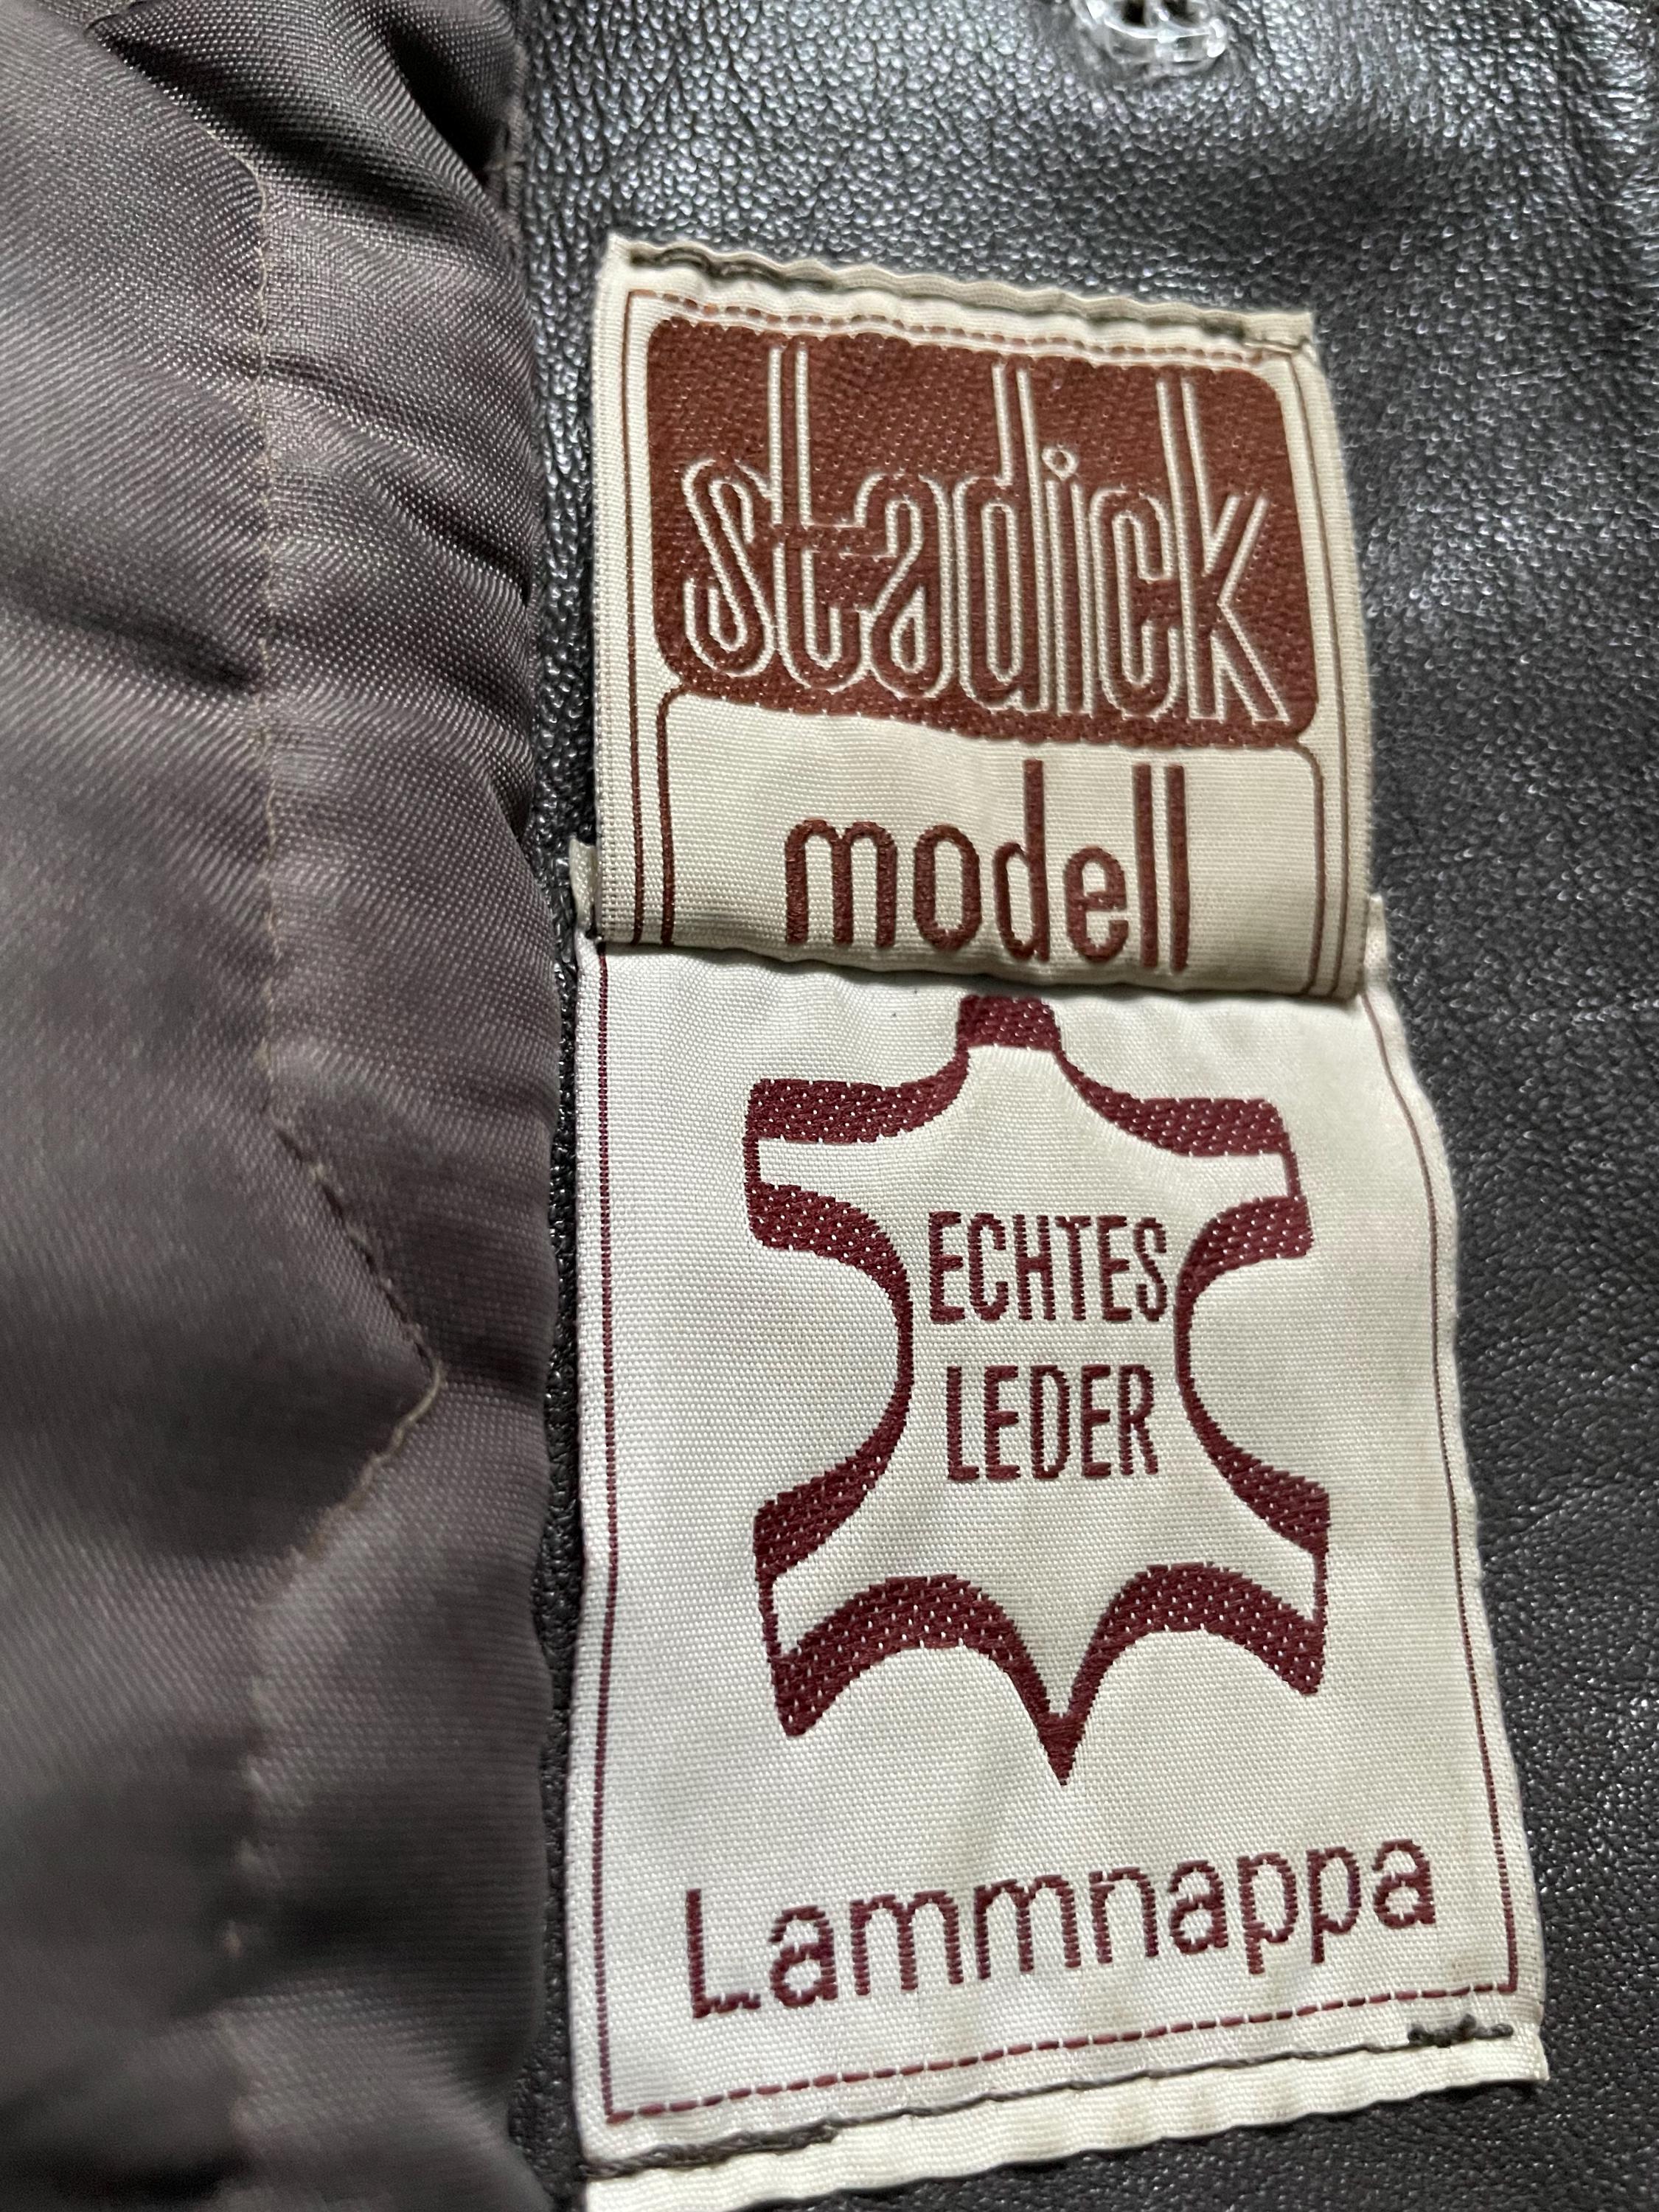 stadick
modell
ECHTES
LEDER
Lammnappa